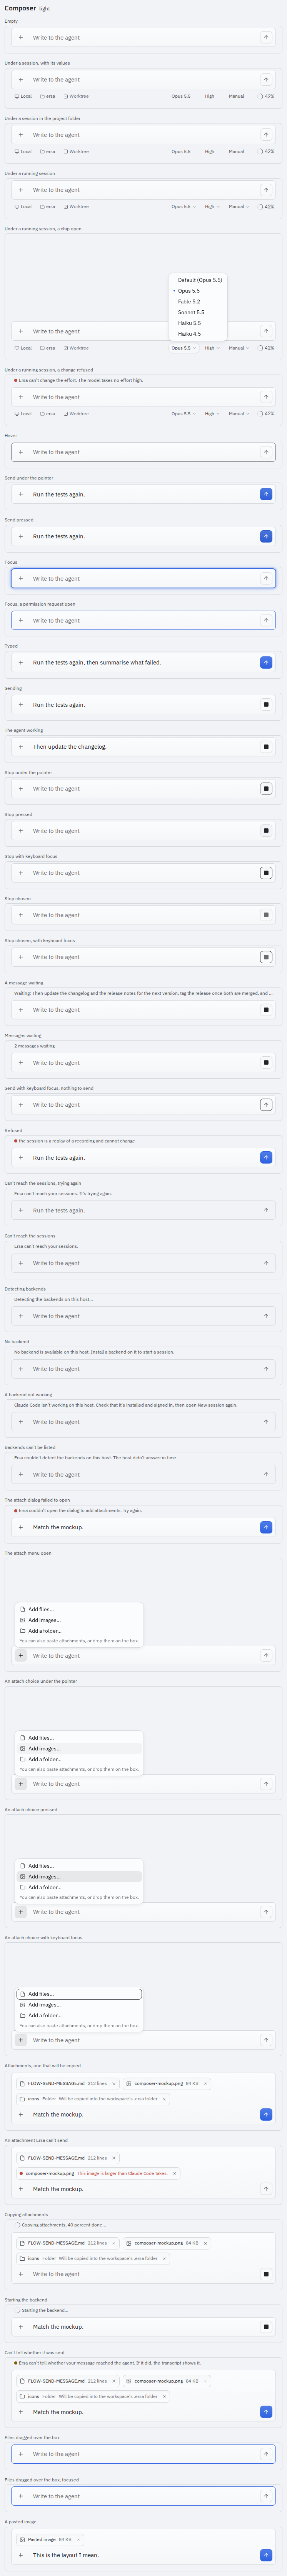 Composer light
Empty
Write to the agent
Under a session, with its values
Write to the agent
Local ersa Worktree Opus 5.5 High Manual 42%
Under a session in the project folder
Write to the agent
Local ersa Worktree Opus 5.5 High Manual 42%
Under a running session
Write to the agent
Local ersa Worktree Opus 5.5 High Manual 42%
Under a running session, a chip open
Default (Opus 5.5)
Opus 5.5
Fable 5.2
Sonnet 5.5
Haiku 5.5
Haiku 4.5
Write to the agent
Local ersa Worktree Opus 5.5 High Manual 42%
Under a running session, a change refused
Ersa can't change the effort. The model takes no effort high.
Write to the agent
Local ersa Worktree Opus 5.5 High Manual 42%
Hover
Write to the agent
Send under the pointer
Run the tests again.
Send pressed
Run the tests again.
Focus
Write to the agent
Focus, a permission request open
Write to the agent
Typed
Run the tests again, then summarise what failed.
Sending
Run the tests again.
The agent working
Then update the changelog.
Stop under the pointer
Write to the agent
Stop pressed
Write to the agent
Stop with keyboard focus
Write to the agent
Stop chosen
Write to the agent
Stop chosen, with keyboard focus
Write to the agent
A message waiting
Waiting: Then update the changelog and the release notes for the next version, tag the release once both are merged, and ...
Write to the agent
Messages waiting
2 messages waiting
Write to the agent
Send with keyboard focus, nothing to send
Write to the agent
Refused
the session is a replay of a recording and cannot change
Run the tests again.
Can't reach the sessions, trying again
Ersa can't reach your sessions. It's trying again.
Run the tests again.
Can't reach the sessions
Ersa can't reach your sessions.
Write to the agent
Detecting backends
Detecting the backends on this host...
Write to the agent
No backend
No backend is available on this host. Install a backend on it to start a session.
Write to the agent
A backend not working
Claude Code isn't working on this host. Check that it's installed and signed in, then open New session again.
Write to the agent
Backends can't be listed
Ersa couldn't detect the backends on this host. The host didn't answer in time.
Write to the agent
The attach dialog failed to open
Ersa couldn't open the dialog to add attachments. Try again.
Match the mockup.
The attach menu open
Add files...
Add images...
Add a folder...
You can also paste attachments, or drop them on the box.
Write to the agent
An attach choice under the pointer
Add files...
Add images...
Add a folder...
You can also paste attachments, or drop them on the box.
Write to the agent
An attach choice pressed
Add files...
Add images...
Add a folder...
You can also paste attachments, or drop them on the box.
Write to the agent
An attach choice with keyboard focus
Add files...
Add images...
Add a folder...
You can also paste attachments, or drop them on the box.
Write to the agent
Attachments, one that will be copied
FLOW-SEND-MESSAGE.md 212 lines × composer-mockup.png 84 KB ×
icons Folder Will be copied into the workspace's .ersa folder ×
Match the mockup.
An attachment Ersa can't send
FLOW-SEND-MESSAGE.md 212 lines ×
composer-mockup.png This image is larger than Claude Code takes. ×
Match the mockup.
Copying attachments
Copying attachments, 40 percent done...
FLOW-SEND-MESSAGE.md 212 lines × composer-mockup.png 84 KB ×
icons Folder Will be copied into the workspace's .ersa folder ×
Write to the agent
Starting the backend
Starting the backend...
Match the mockup.
Can't tell whether it was sent
Ersa can't tell whether your message reached the agent. If it did, the transcript shows it.
FLOW-SEND-MESSAGE.md 212 lines × composer-mockup.png 84 KB ×
icons Folder Will be copied into the workspace's .ersa folder ×
Match the mockup.
Files dragged over the box
Write to the agent
Files dragged over the box, focused
Write to the agent
A pasted image
Pasted image 84 KB ×
This is the layout I mean.